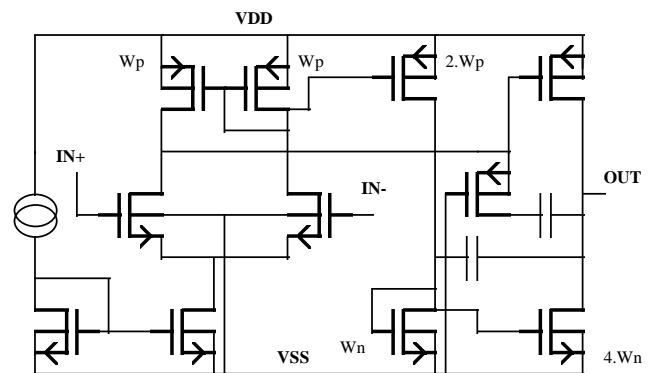 VDD
Wp
Wp
2.Wp
IN+
IN-
OUT
Wn
VSS
4.Wn